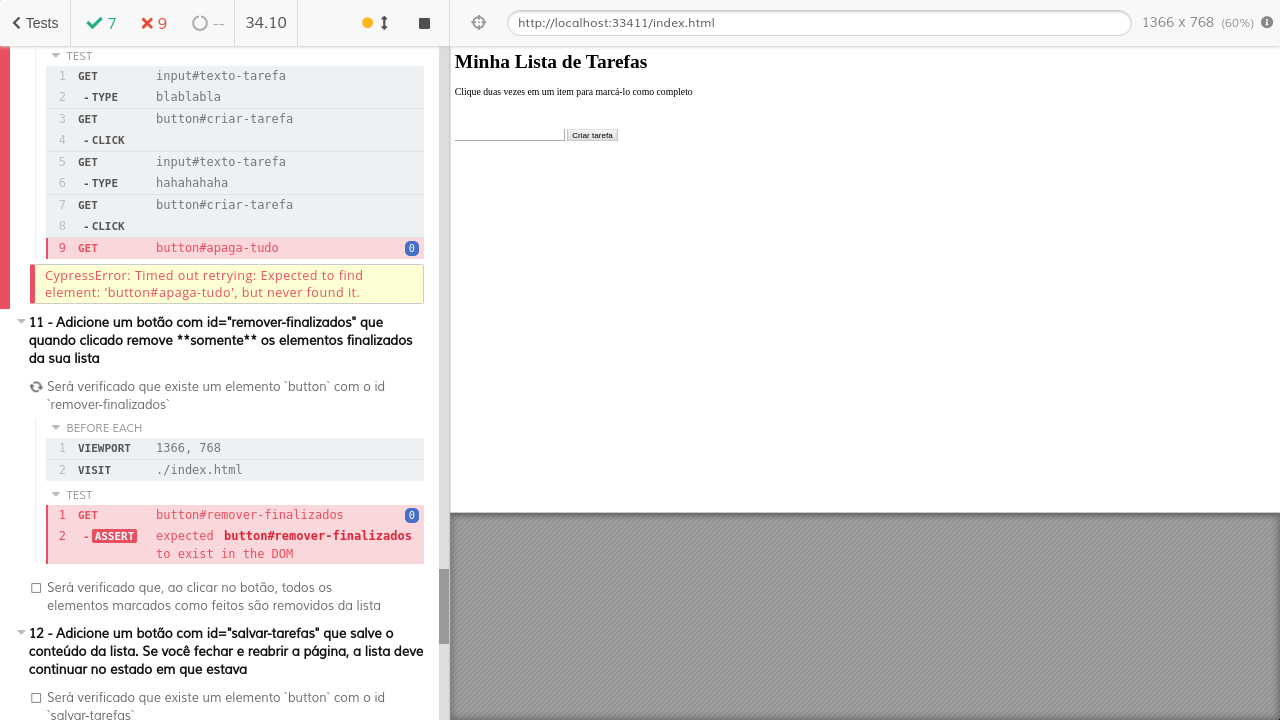 Tests 7 9 -- 34.10 http://localhost:33411/index.html 1366 x 768 (60%)
TEST
1 GET input#texto-tarefa
2 - TYPE blablabla
3 GET button#criar-tarefa
4 - CLICK
5 GET input#texto-tarefa
6 - TYPE hahahahaha
7 GET button#criar-tarefa
8 - CLICK
9 GET button#apaga-tudo 0
CypressError: Timed out retrying: Expected to find
element: 'button#apaga-tudo', but never found it.
11 - Adicione um botão com id="remover-finalizados" que
quando clicado remove **somente** os elementos finalizados
da sua lista
Será verificado que existe um elemento `button` com o id
`remover-finalizados`
BEFORE EACH
1 VIEWPORT 1366, 768
2 VISIT ./index.html
TEST
1 GET button#remover-finalizados 0
2 - ASSERT expected button#remover-finalizados
to exist in the DOM
Será verificado que, ao clicar no botão, todos os
elementos marcados como feitos são removidos da lista
12 - Adicione um botão com id="salvar-tarefas" que salve o
conteúdo da lista. Se você fechar e reabrir a página, a lista deve
continuar no estado em que estava
Será verificado que existe um elemento `button` com o id
`salvar-tarefas`
Minha Lista de Tarefas
Clique duas vezes em um item para marcá-lo como completo
Criar tarefa